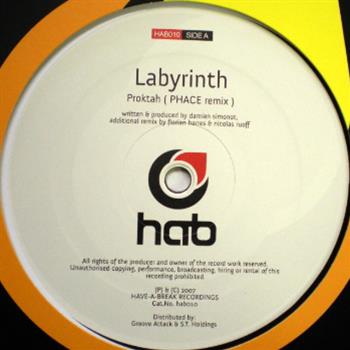 HAB010 SIDE A
Labyrinth
Proktah ( PHACE remix )
written & produced by damien simonot,
additional remix by florian harres & nicolas ruoff
hab
All rights of the producer and owner of the record work reserved.
Unauthorised copying, performance, broadcasting, hiring or rental of this
recording prohibited.
(P) & (C) 2007
HAVE-A-BREAK RECORDINGS
Cat.No. hab010
Distributed by:
Groove Attack & S.T. Holdings